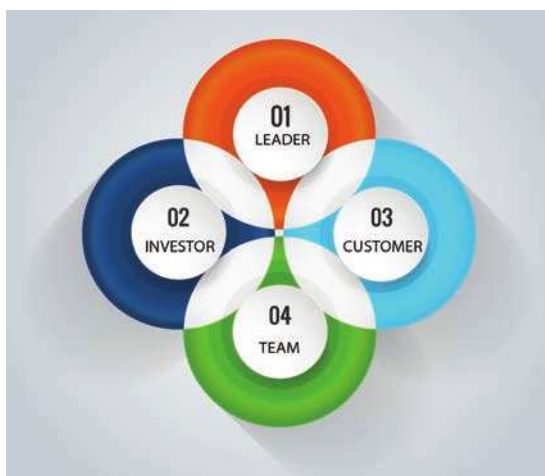 01
LEADER
02
INVESTOR
03
CUSTOMER
04
TEAM